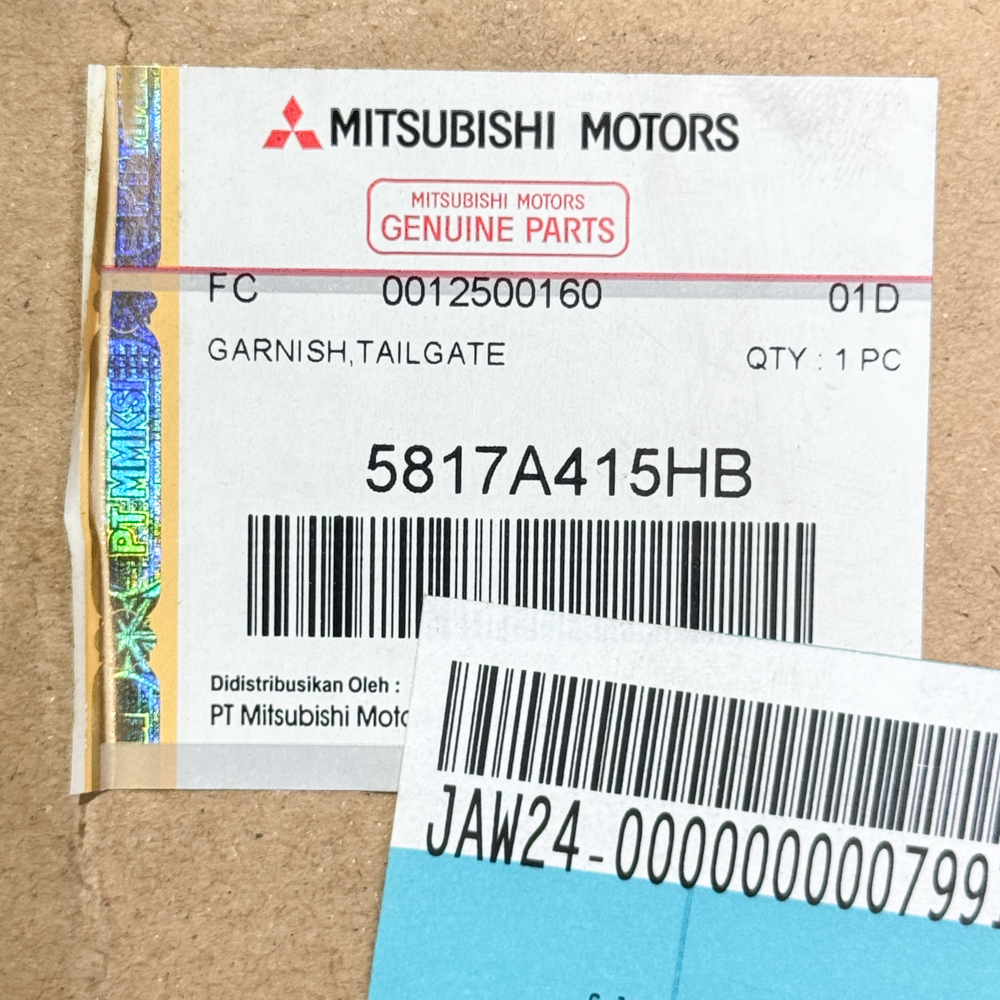 MITSUBISHI MOTORS
MITSUBISHI MOTORS
GENUINE PARTS
FC 0012500160 01D
GARNISH,TAILGATE QTY : 1 PC
5817A415HB
PT MMKSI
Didistribusikan Oleh :
PT Mitsubishi Moto
JAW24-0000000007991